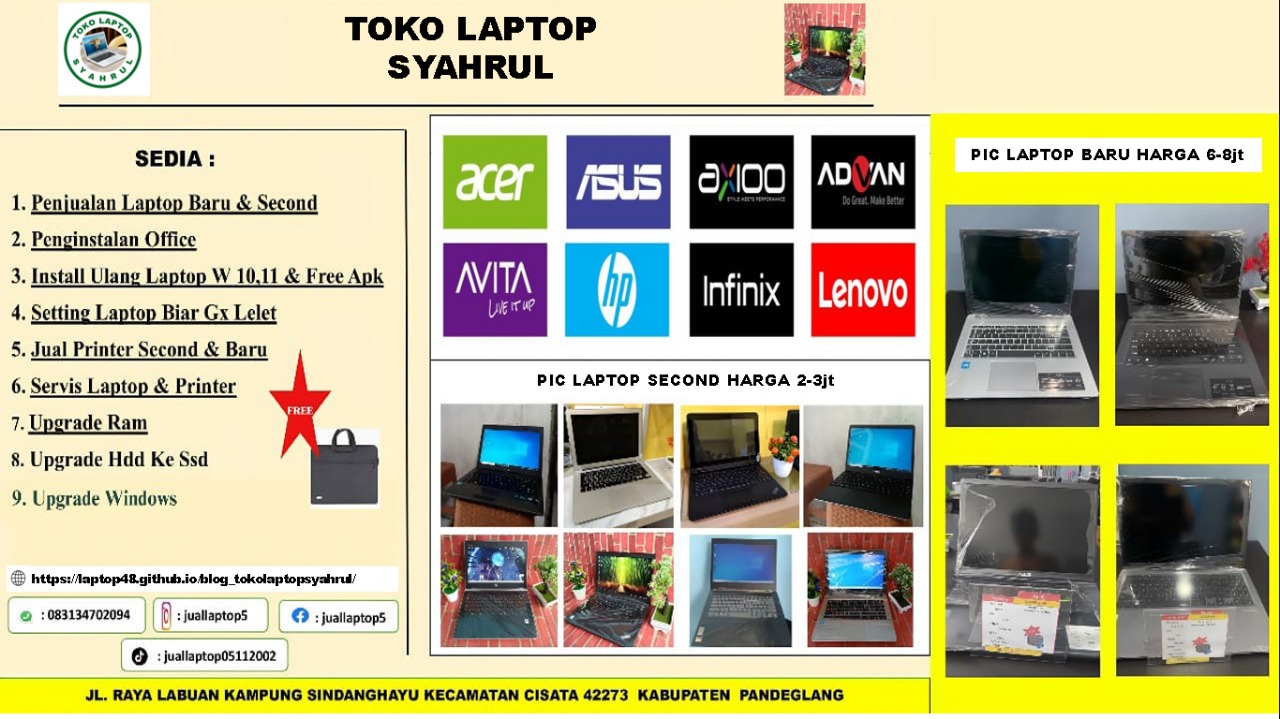 TOKO LAPTOP
SYAHRUL
TOKO LAPTOP
SYAHRUL
SEDIA :
1. Penjualan Laptop Baru & Second
2. Penginstalan Office
3. Install Ulang Laptop W 10,11 & Free Apk
4. Setting Laptop Biar Gx Lelet
5. Jual Printer Second & Baru
6. Servis Laptop & Printer
7. Upgrade Ram
8. Upgrade Hdd Ke Ssd
9. Upgrade Windows
FREE
https://laptop48.github.io/blog_tokolaptopsyahrul/
: 083134702094
: juallaptop5
: juallaptop5
: juallaptop05112002
acer
ASUS
axioo
STYLE MEETS PERFORMANCE
ADVAN
Do Great. Make Better
AVITA
LIVE IT UP
hp
Infinix
Lenovo
PIC LAPTOP SECOND HARGA 2-3jt
PIC LAPTOP BARU HARGA 6-8jt
JL. RAYA LABUAN KAMPUNG SINDANGHAYU KECAMATAN CISATA 42273 KABUPATEN PANDEGLANG